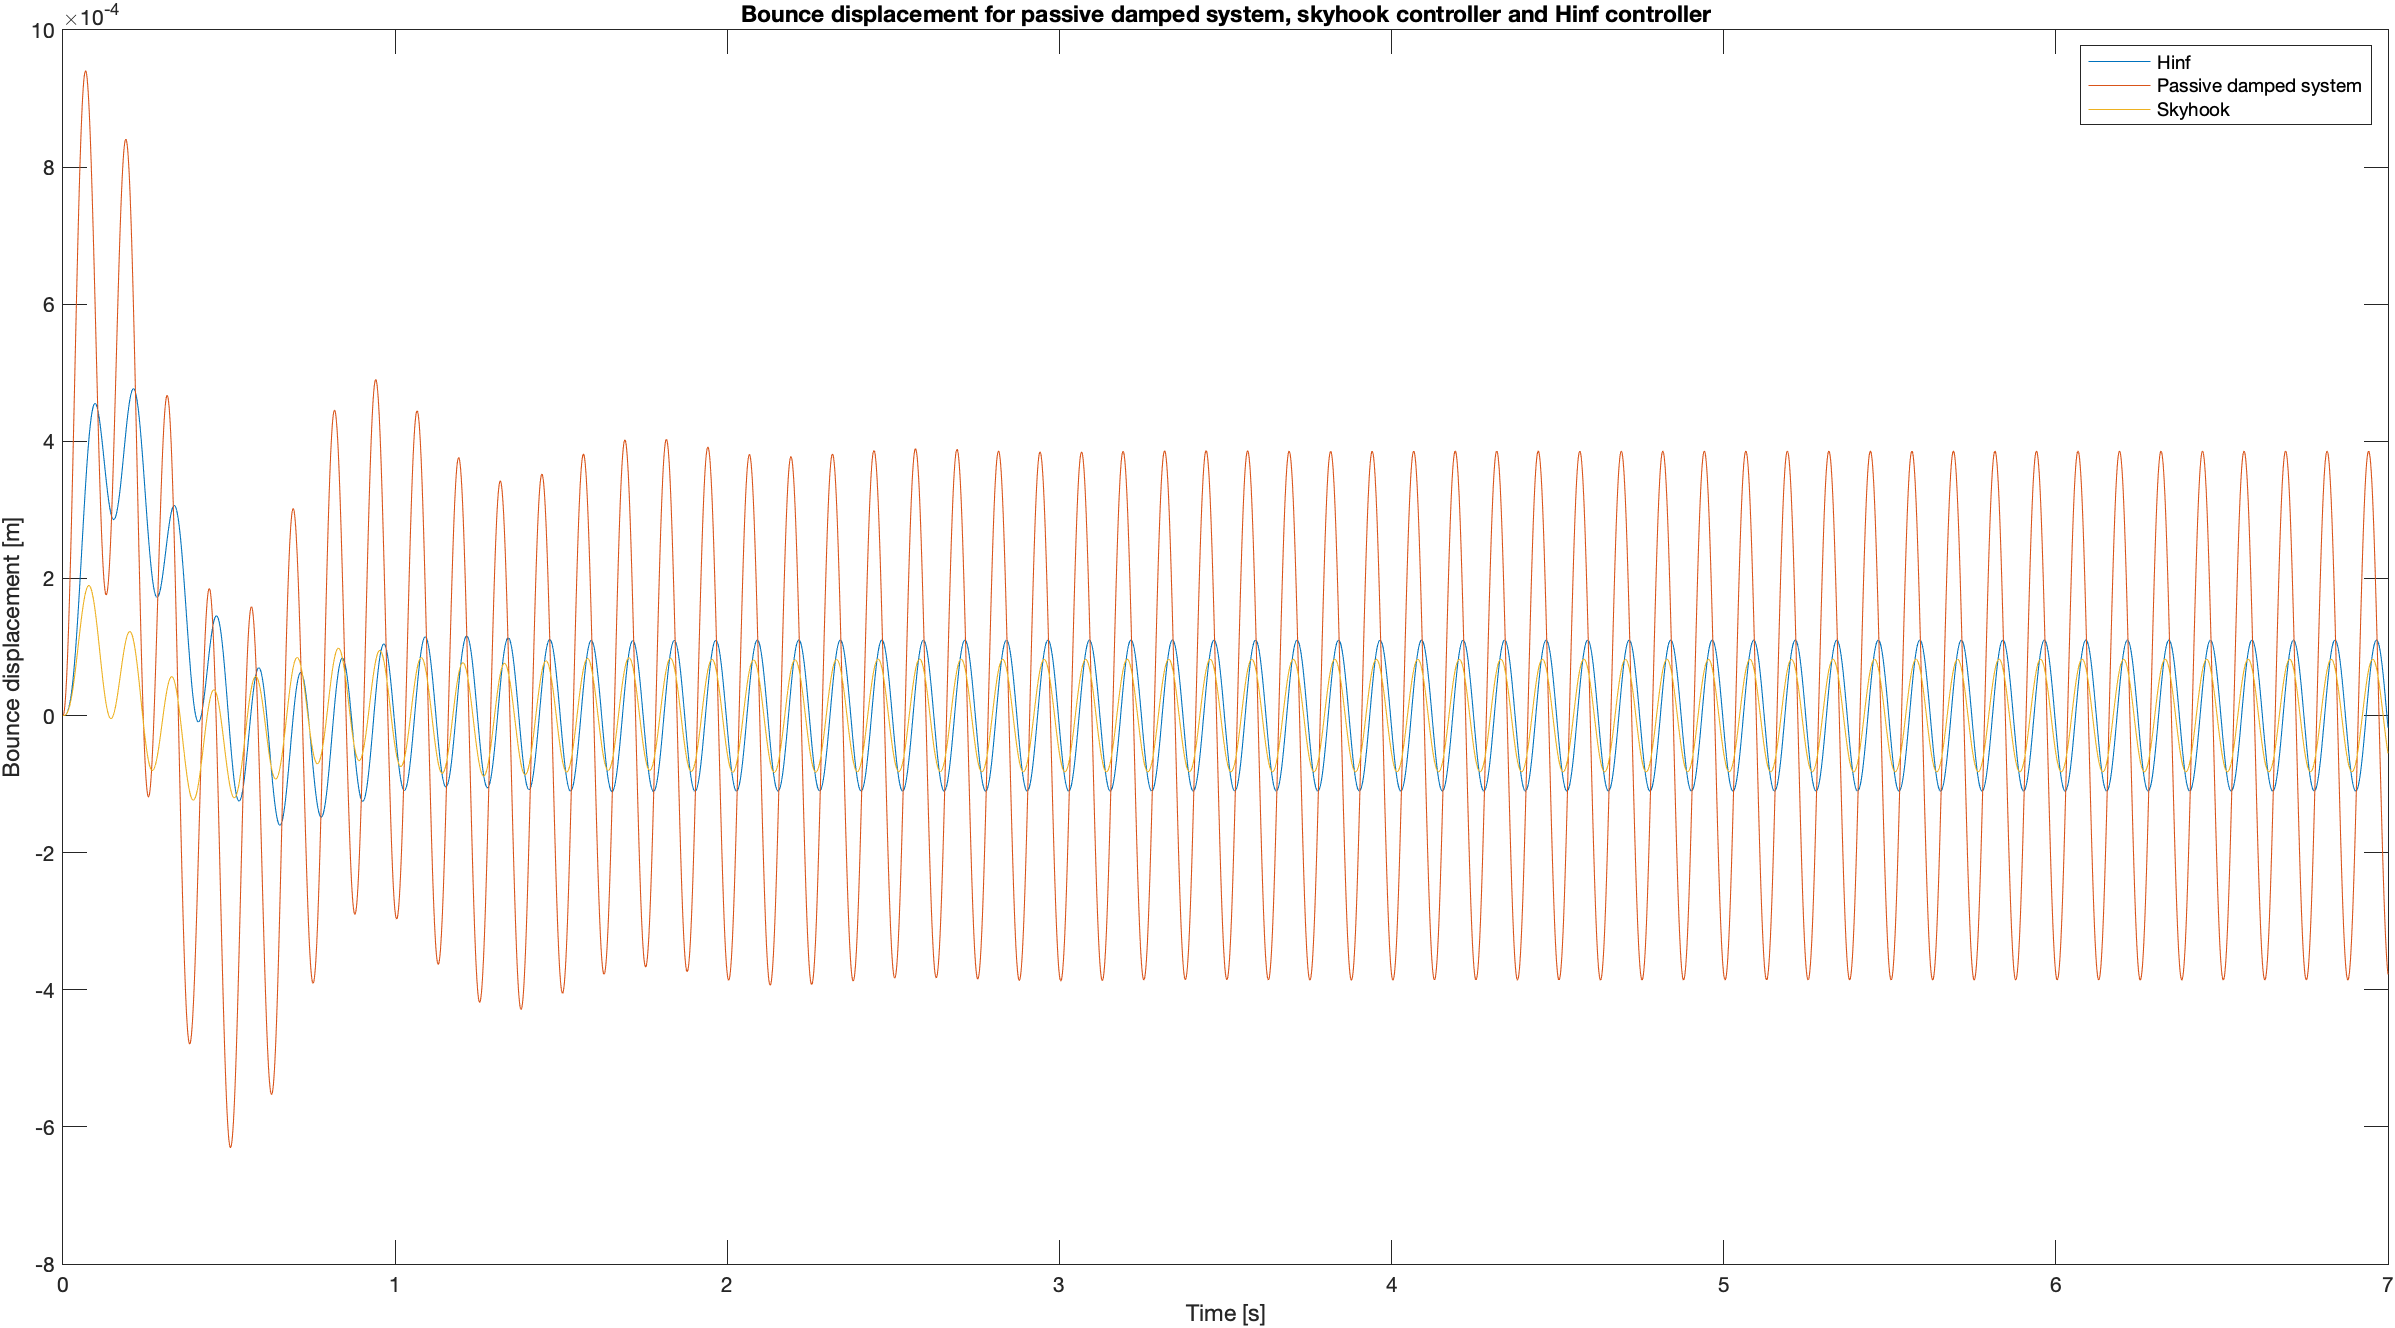 Bounce displacement for passive damped system, skyhook controller and Hinf controller
×10-4
10
8
6
4
2
0
-2
-4
-6
-8
Bounce displacement [m]
0 1 2 3 4 5 6 7
Time [s]
Hinf
Passive damped system
Skyhook